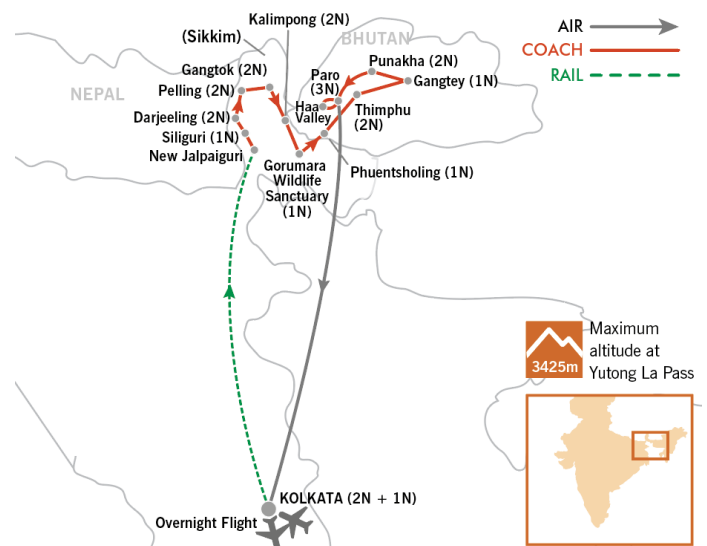 AIR
COACH
RAIL
Kalimpong (2N)
(Sikkim)
BHUTAN
Gangtok (2N)
Punakha (2N)
Paro
(3N)
Gangtey (1N)
NEPAL
Pelling (2N)
Haa
Valley
Thimphu
(2N)
Darjeeling (2N)
Siliguri (1N)
New Jalpaiguri
Gorumara
Wildlife
Sanctuary
(1N)
Phuentsholing (1N)
3425m
Maximum
altitude at
Yutong La Pass
KOLKATA (2N + 1N)
Overnight Flight